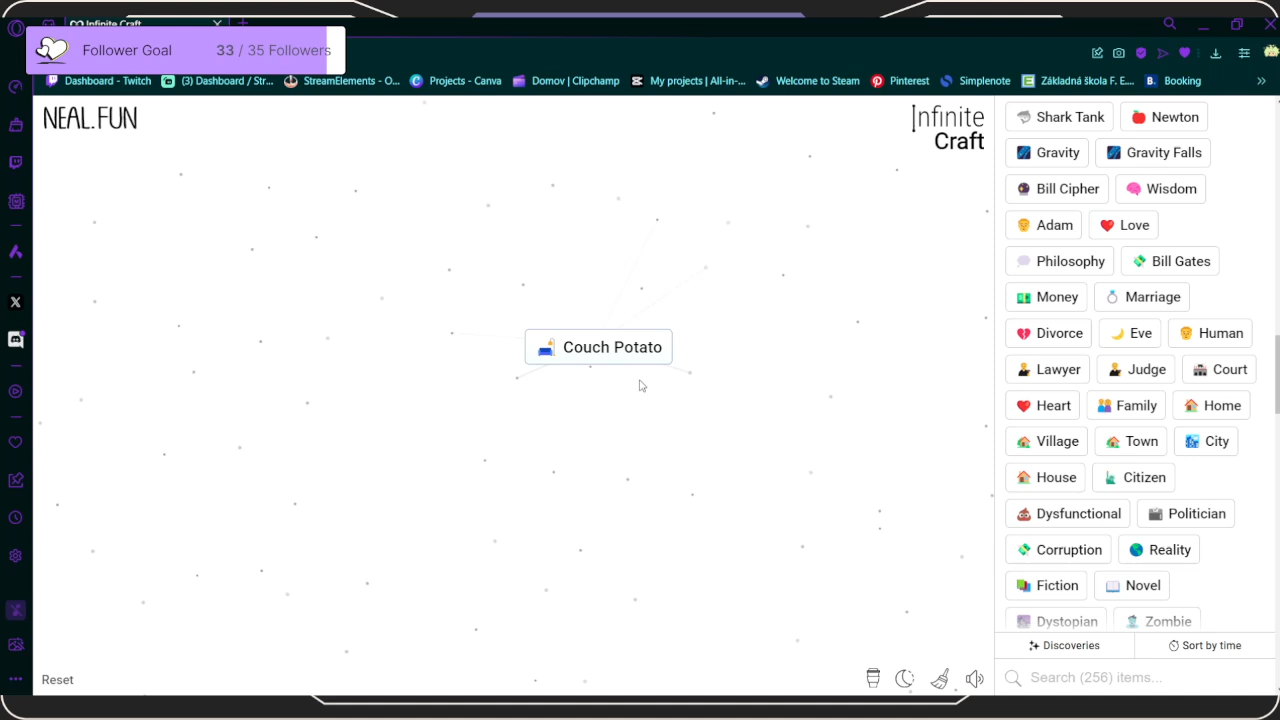 Infinite Craft
Follower Goal 33 / 35 Followers
Dashboard - Twitch (3) Dashboard / Str... StreamElements - O... Projects - Canva Domov | Clipchamp My projects | All-in-... Welcome to Steam Pinterest Simplenote Základná škola F. E... Booking
NEAL.FUN
Infinite
Craft
Shark Tank Newton
Gravity Gravity Falls
Bill Cipher Wisdom
Adam Love
Philosophy Bill Gates
Money Marriage
Divorce Eve Human
Lawyer Judge Court
Heart Family Home
Village Town City
House Citizen
Dysfunctional Politician
Corruption Reality
Fiction Novel
Dystopian Zombie
Couch Potato
Discoveries Sort by time
Search (256) items...
Reset